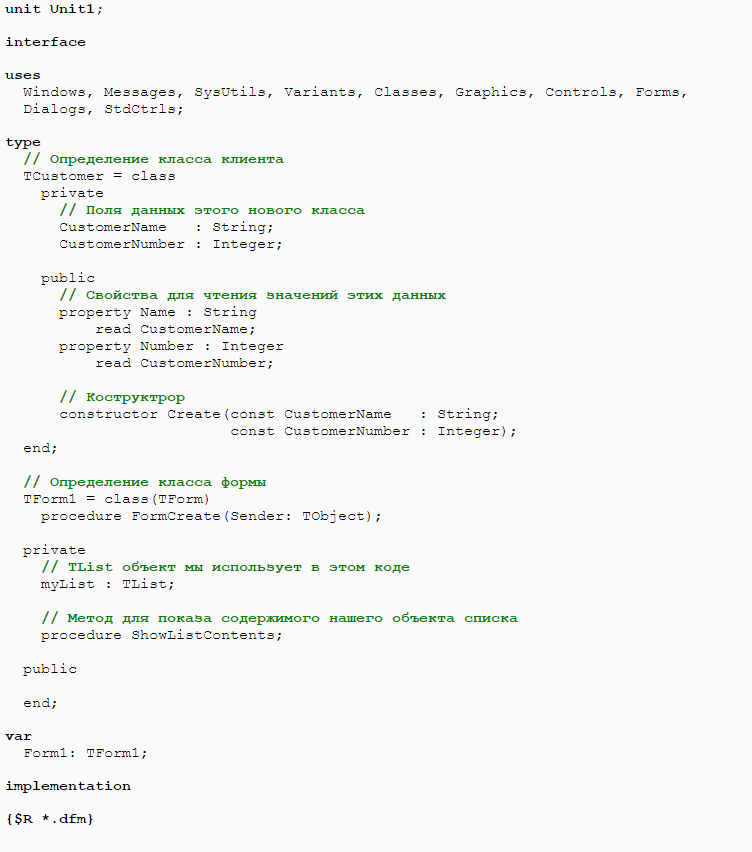 unit Unit1;
interface
uses
Windows, Messages, SysUtils, Variants, Classes, Graphics, Controls, Forms,
Dialogs, StdCtrls;
type
// Определение класса клиента
TCustomer = class
private
// Поля данных этого нового класса
CustomerName : String;
CustomerNumber : Integer;
public
// Свойства для чтения значений этих данных
property Name : String
read CustomerName;
property Number : Integer
read CustomerNumber;
// Коструктрор
constructor Create(const CustomerName : String;
const CustomerNumber : Integer);
end;
// Определение класса формы
TForm1 = class(TForm)
procedure FormCreate(Sender: TObject);
private
// TList объект мы использует в этом коде
myList : TList;
// Метод для показа содержимого нашего объекта списка
procedure ShowListContents;
public
end;
var
Form1: TForm1;
implementation
{$R *.dfm}